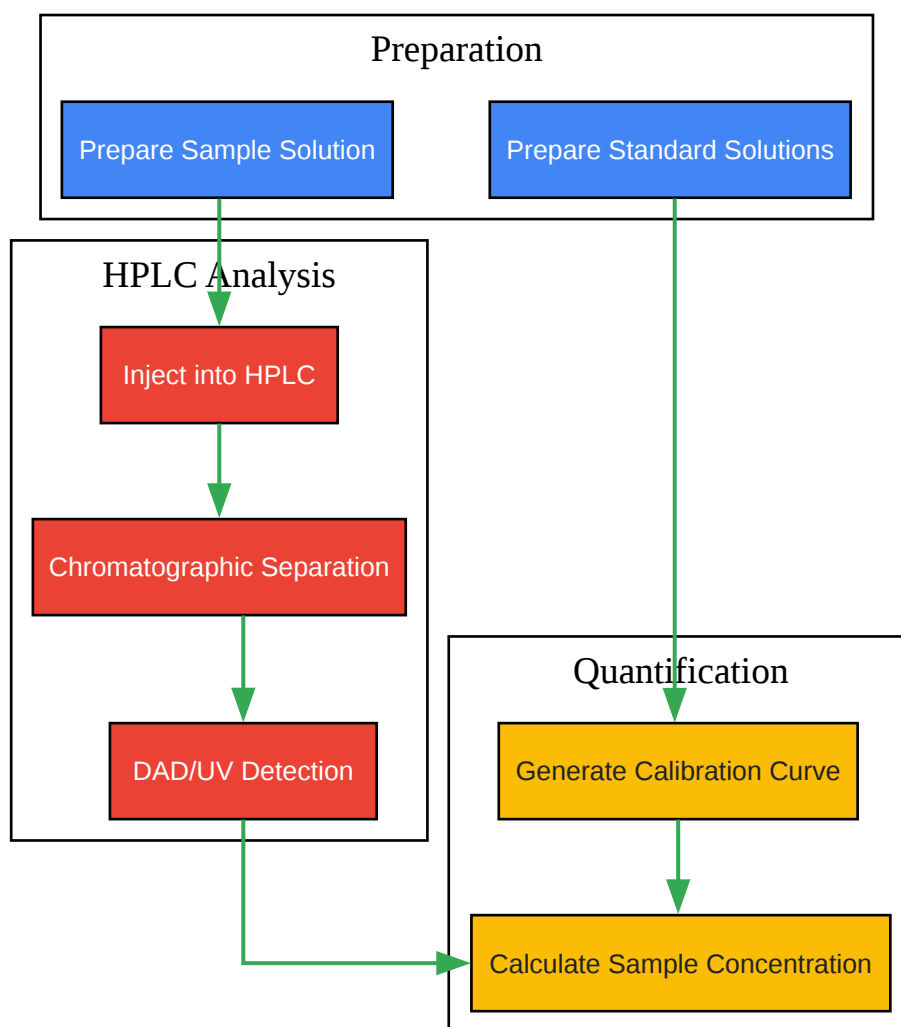 Preparation
Prepare Sample Solution
Prepare Standard Solutions
HPLC Analysis
Inject into HPLC
Chromatographic Separation
DAD/UV Detection
Quantification
Generate Calibration Curve
Calculate Sample Concentration